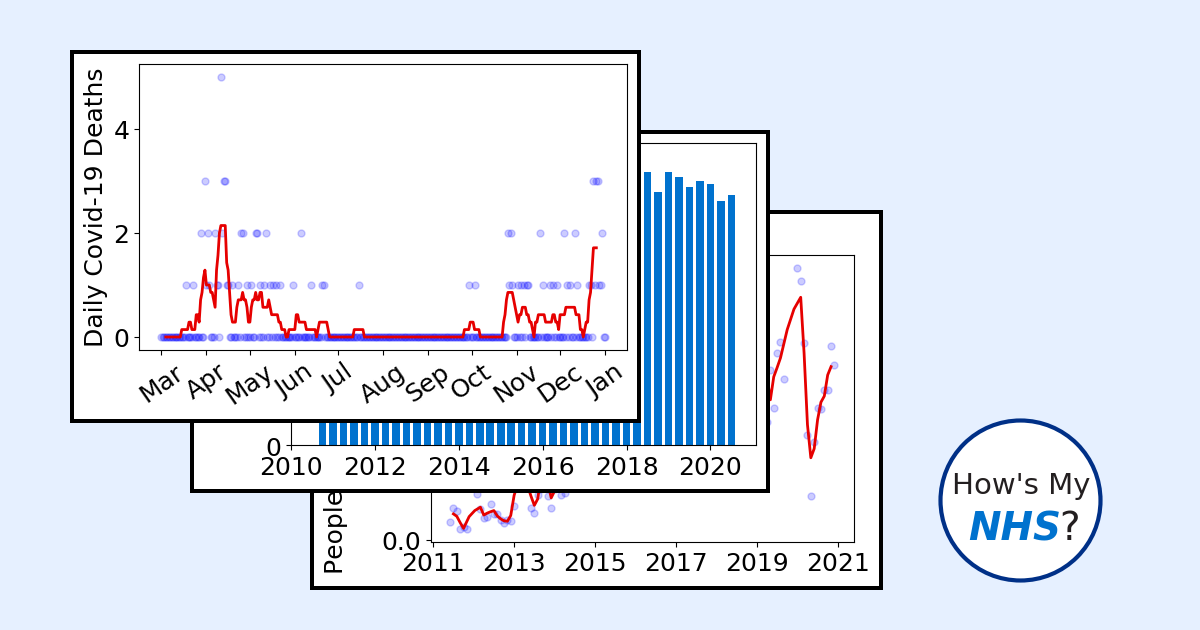 Daily Covid-19 Deaths
4
2
0
Mar Apr May Jun Jul Aug Sep Oct Nov Dec Jan
0
2010 2012 2014 2016 2018 2020
People
0.0
2011 2013 2015 2017 2019 2021
How's My
NHS?